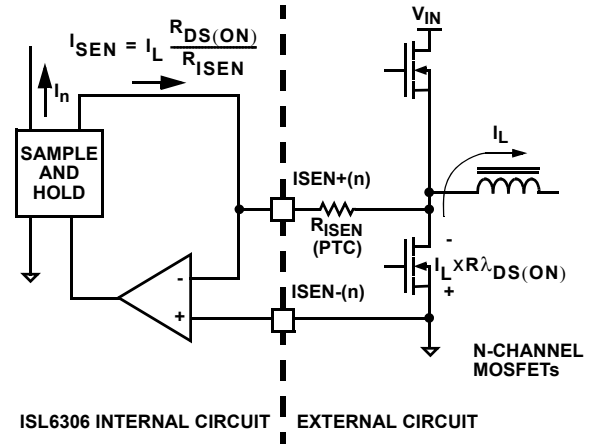 V_IN
I_SEN = I_L R_DS(ON) / R_ISEN
I_n
I_L
SAMPLE
AND
HOLD
ISEN+(n)
R_ISEN
(PTC)
-
I_L x Rλ_DS(ON)
+
-
+
ISEN-(n)
N-CHANNEL
MOSFETs
ISL6306 INTERNAL CIRCUIT
EXTERNAL CIRCUIT